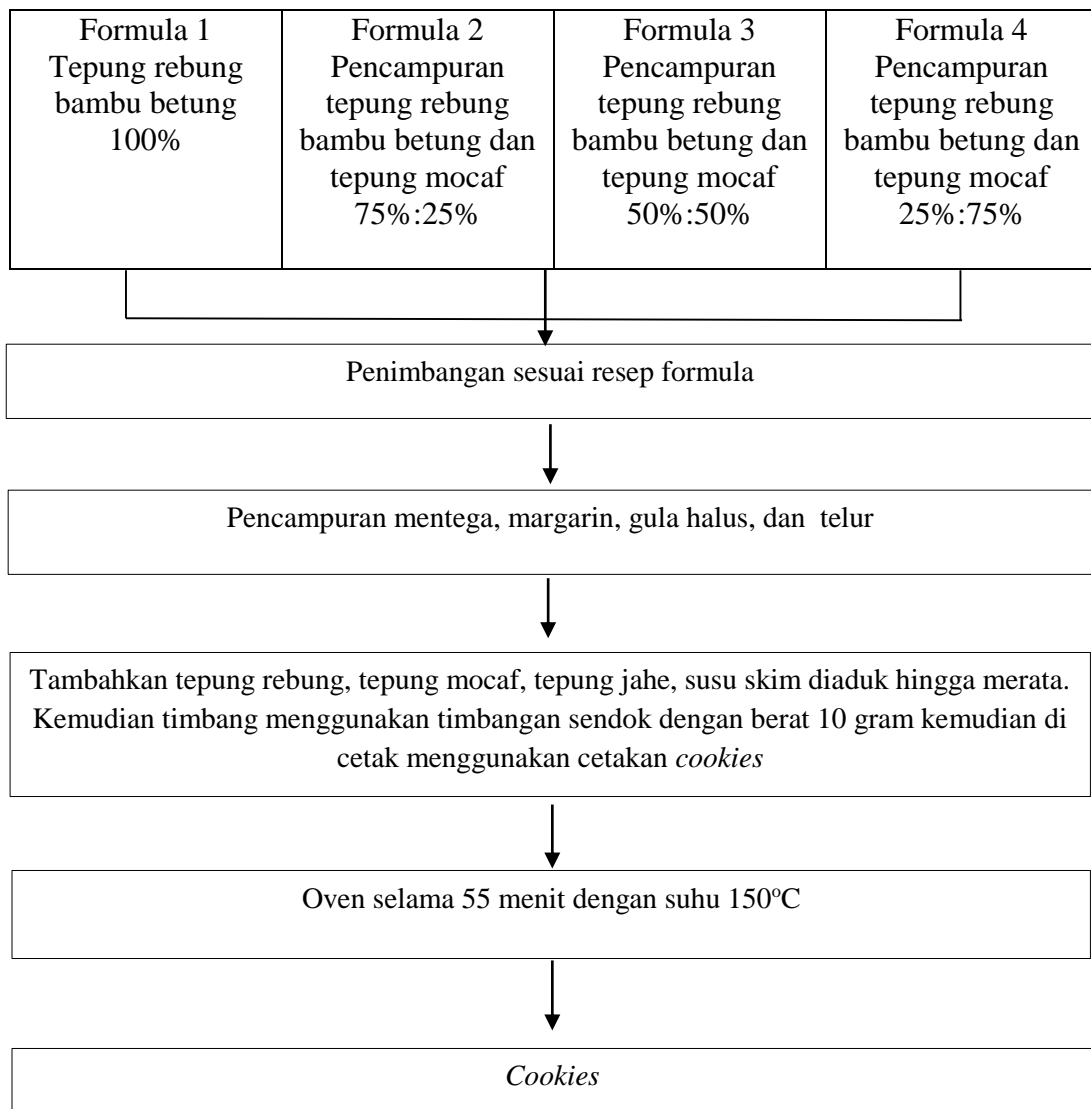 Formula 1
Tepung rebung
bambu betung
100%
Formula 2
Pencampuran
tepung rebung
bambu betung dan
tepung mocaf
75%:25%
Formula 3
Pencampuran
tepung rebung
bambu betung dan
tepung mocaf
50%:50%
Formula 4
Pencampuran
tepung rebung
bambu betung dan
tepung mocaf
25%:75%
Penimbangan sesuai resep formula
Pencampuran mentega, margarin, gula halus, dan telur
Tambahkan tepung rebung, tepung mocaf, tepung jahe, susu skim diaduk hingga merata.
Kemudian timbang menggunakan timbangan sendok dengan berat 10 gram kemudian di
cetak menggunakan cetakan cookies
Oven selama 55 menit dengan suhu 150°C
Cookies